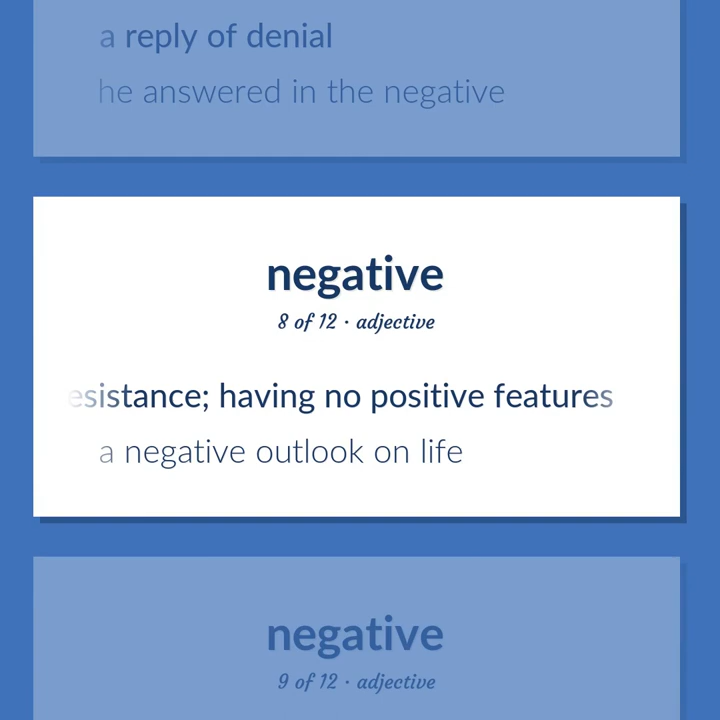 a reply of denial
he answered in the negative
negative
8 of 12 · adjective
esistance; having no positive features
a negative outlook on life
negative
9 of 12 · adjective